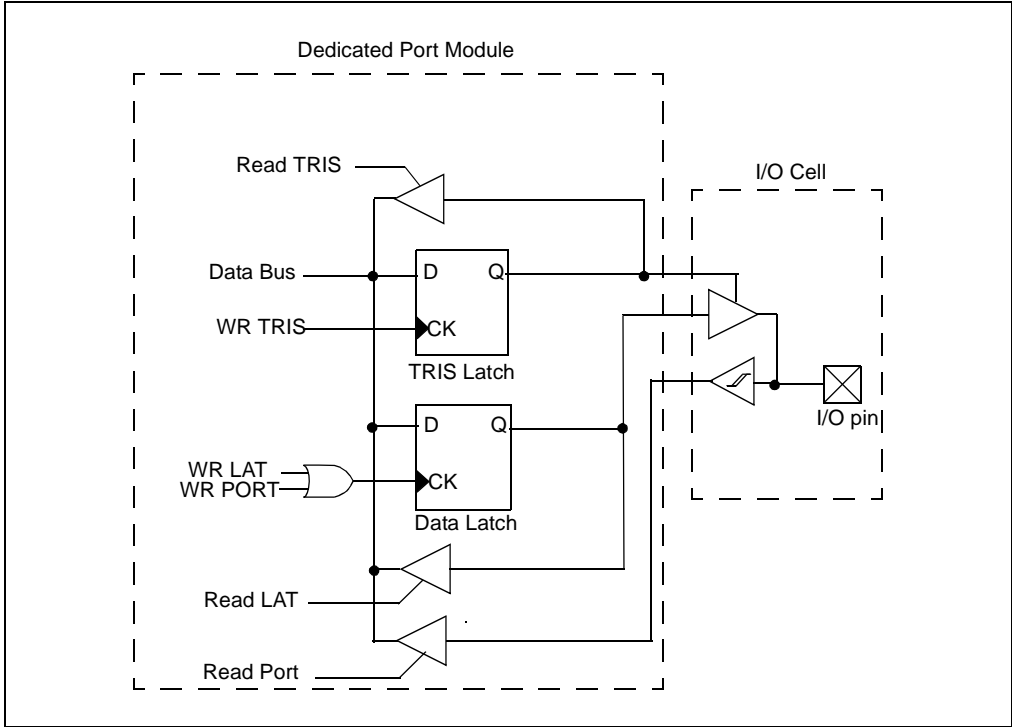 Dedicated Port Module
Read TRIS
I/O Cell
Data Bus
D
Q
WR TRIS
CK
TRIS Latch
I/O pin
D
Q
WR LAT
WR PORT
CK
Data Latch
Read LAT
Read Port